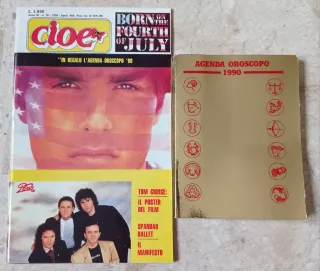 L. 1.800
cioè
BORN ON THE
FOURTH
OF JULY
IN REGALO L'AGENDA OROSCOPO '90
Pooh
TOM CRUISE:
IL POSTER
DEL FILM
SPANDAU
BALLET
IL
MANIFESTO
AGENDA OROSCOPO
1990